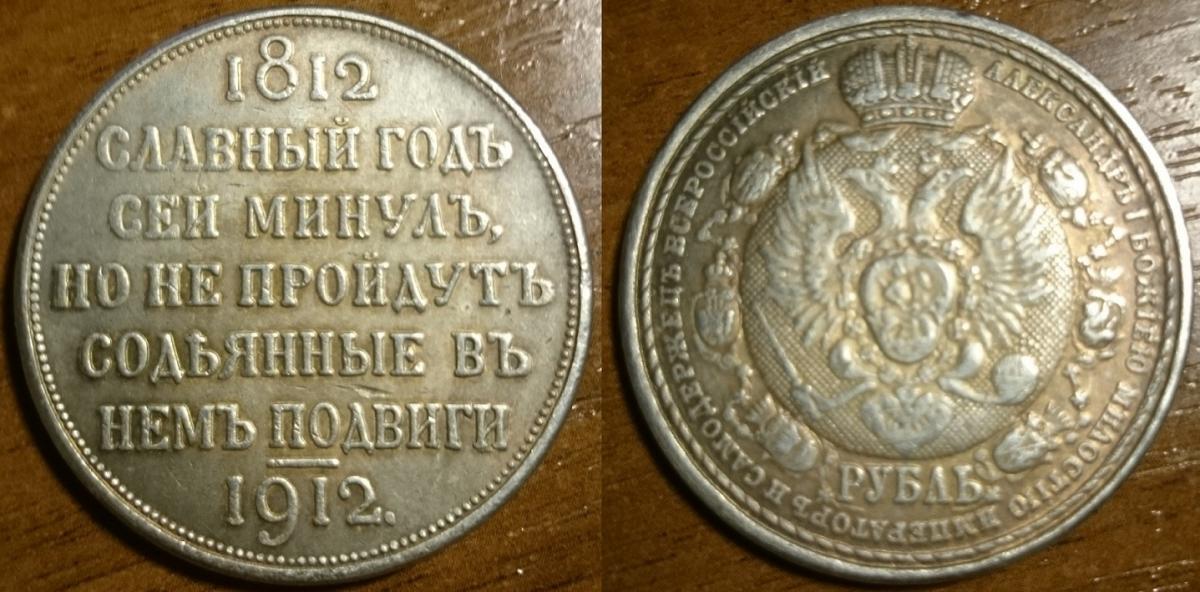 1812
СЛАВНЫЙ ГОДЪ
СЕЙ МИНУЛЪ,
НО НЕ ПРОЙДУТЪ
СОДѢЯННЫЕ ВЪ
НЕМЪ ПОДВИГИ
1912.
АЛЕКСАНДРЪ I БОЖІЕЮ МИЛОСТІЮ ИМПЕРАТОРЪ И САМОДЕРЖЕЦЪ ВСЕРОССІЙСКІЙ
РУБЛЬ